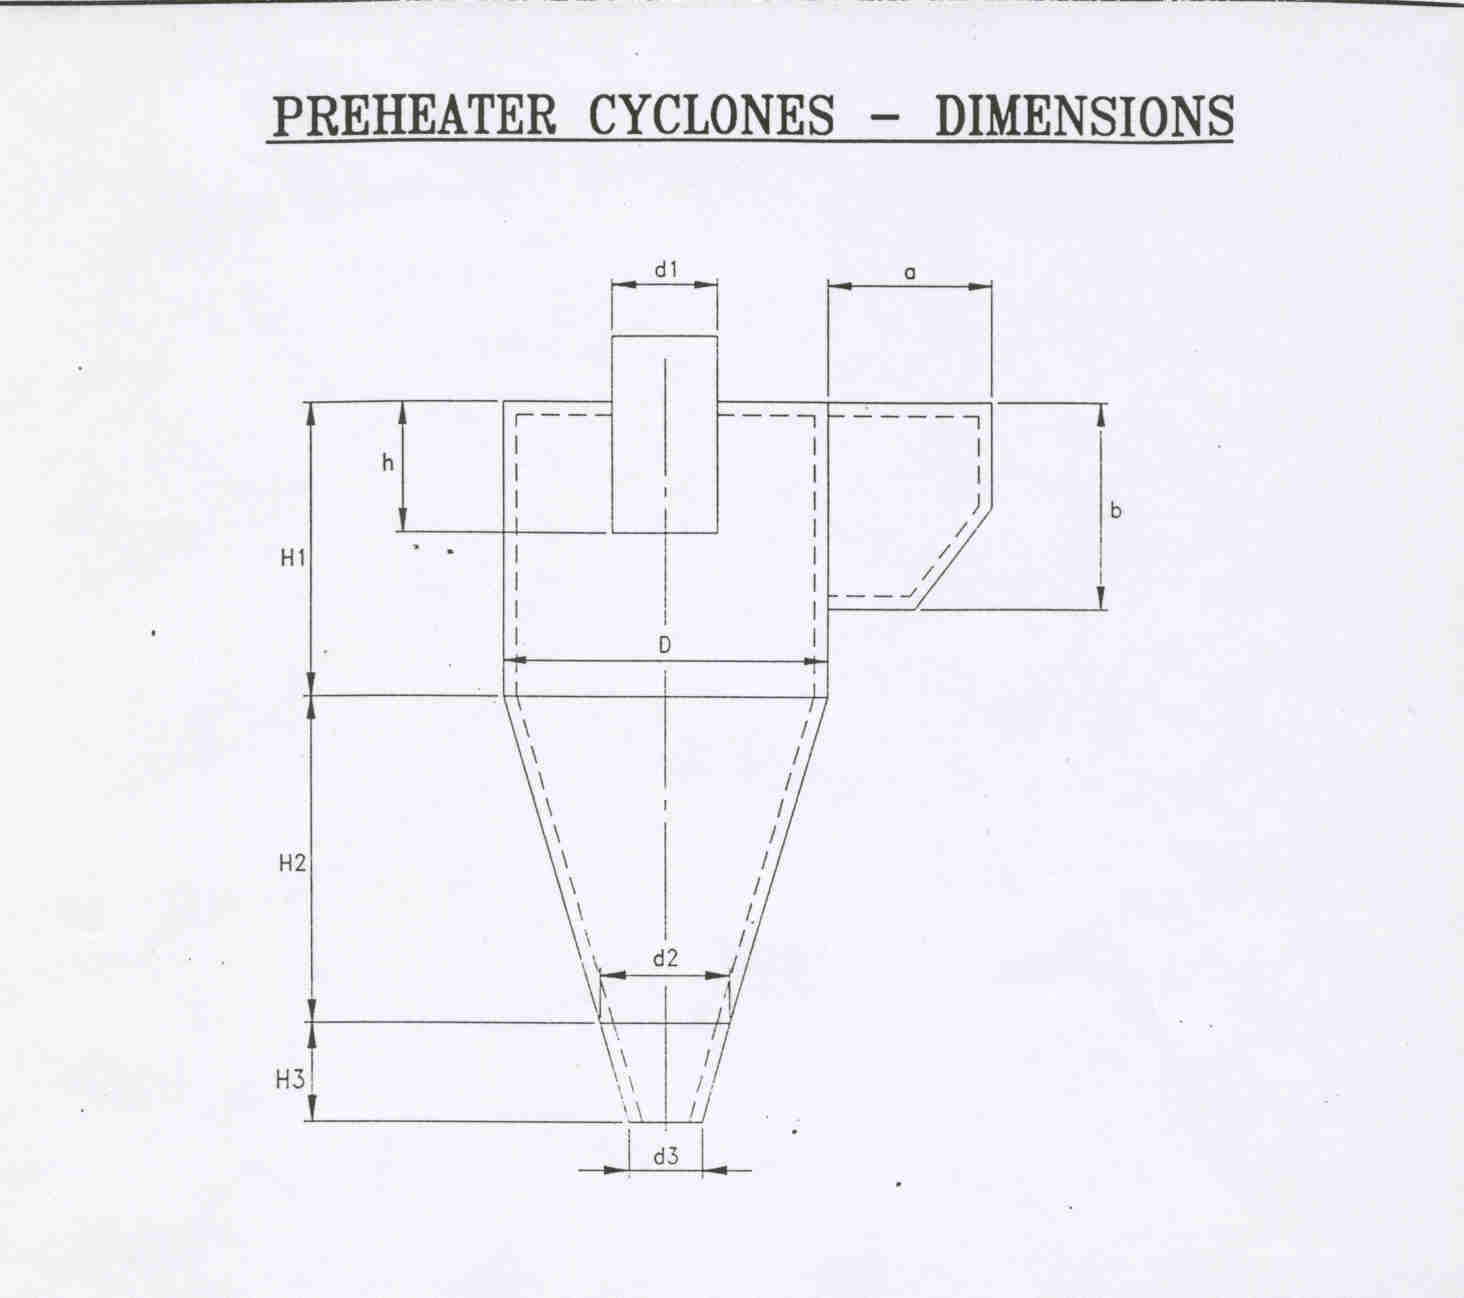 PREHEATER CYCLONES - DIMENSIONS
d1
a
h
b
H1
D
H2
d2
H3
d3